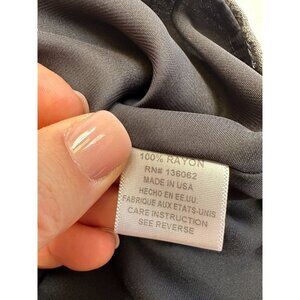 100% RAYON
RN# 136062
MADE IN USA
HECHO EN EE.UU.
FABRIQUE AUX ETATS-UNIS
CARE INSTRUCTION
SEE REVERSE